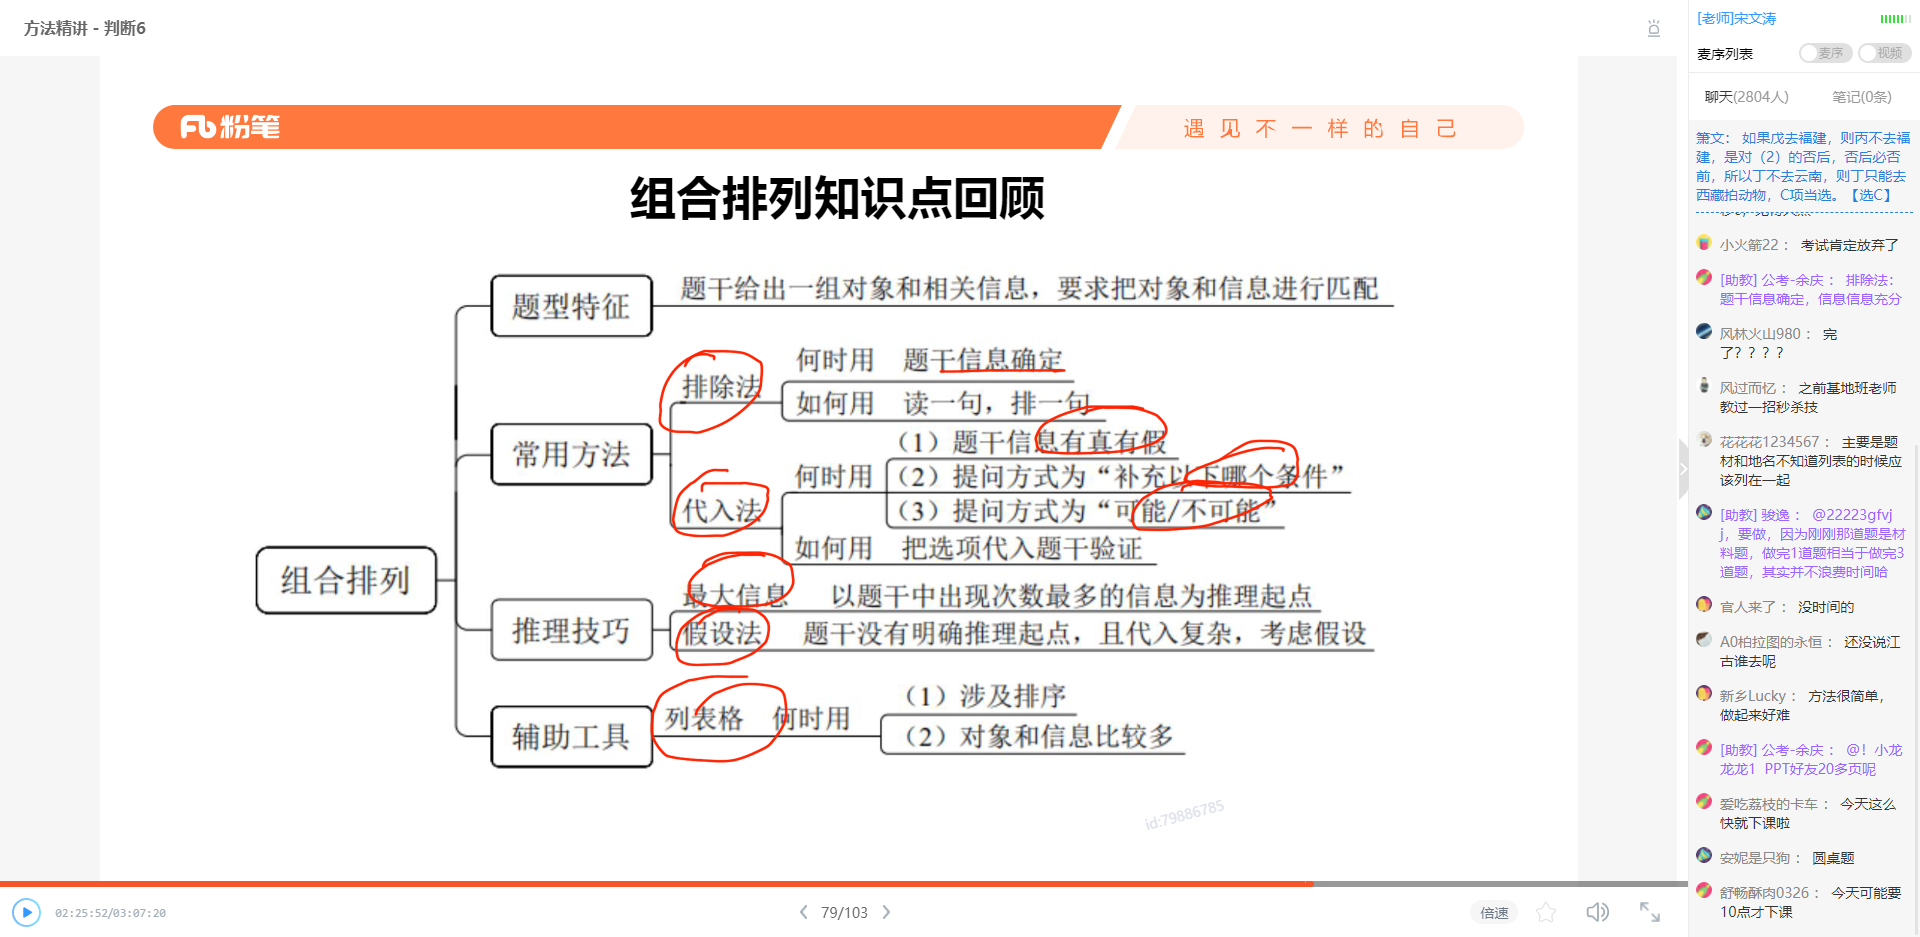 方法精讲 - 判断6
粉笔
遇见不一样的自己
组合排列知识点回顾
题型特征
题干给出一组对象和相关信息，要求把对象和信息进行匹配
常用方法
排除法
何时用 题干信息确定
如何用 读一句，排一句
代入法
何时用
（1）题干信息有真有假
（2）提问方式为“补充以下哪个条件”
（3）提问方式为“可能/不可能”
如何用 把选项代入题干验证
组合排列
推理技巧
最大信息 以题干中出现次数最多的信息为推理起点
假设法 题干没有明确推理起点，且代入复杂，考虑假设
辅助工具
列表格 何时用
（1）涉及排序
（2）对象和信息比较多
id:79886785
02:25:52/03:07:20
79/103
倍速
[老师]宋文涛
麦序列表
麦序
视频
聊天(2804人)
笔记(0条)
箫文： 如果戊去福建，则丙不去福
建，是对（2）的否后，否后必否
前，所以丁不去云南，则丁只能去
西藏拍动物，C项当选。【选C】
小火箭22： 考试肯定放弃了
[助教] 公考-余庆： 排除法：
题干信息确定，信息信息充分
风林火山980： 完
了？？？？
风过而忆： 之前基地班老师
教过一招秒杀技
花花花1234567： 主要是题
材和地名不知道列表的时候应
该列在一起
[助教] 骏逸： @22223gfvj
j，要做，因为刚刚那道题是材
料题，做完1道题相当于做完3
道题，其实并不浪费时间哈
官人来了： 没时间的
A0柏拉图的永恒： 还没说江
古谁去呢
新乡Lucky： 方法很简单，
做起来好难
[助教] 公考-余庆： @！小龙
龙龙1 PPT好友20多页呢
爱吃荔枝的卡车： 今天这么
快就下课啦
安妮是只狗： 圆桌题
舒畅酥肉0326： 今天可能要
10点才下课